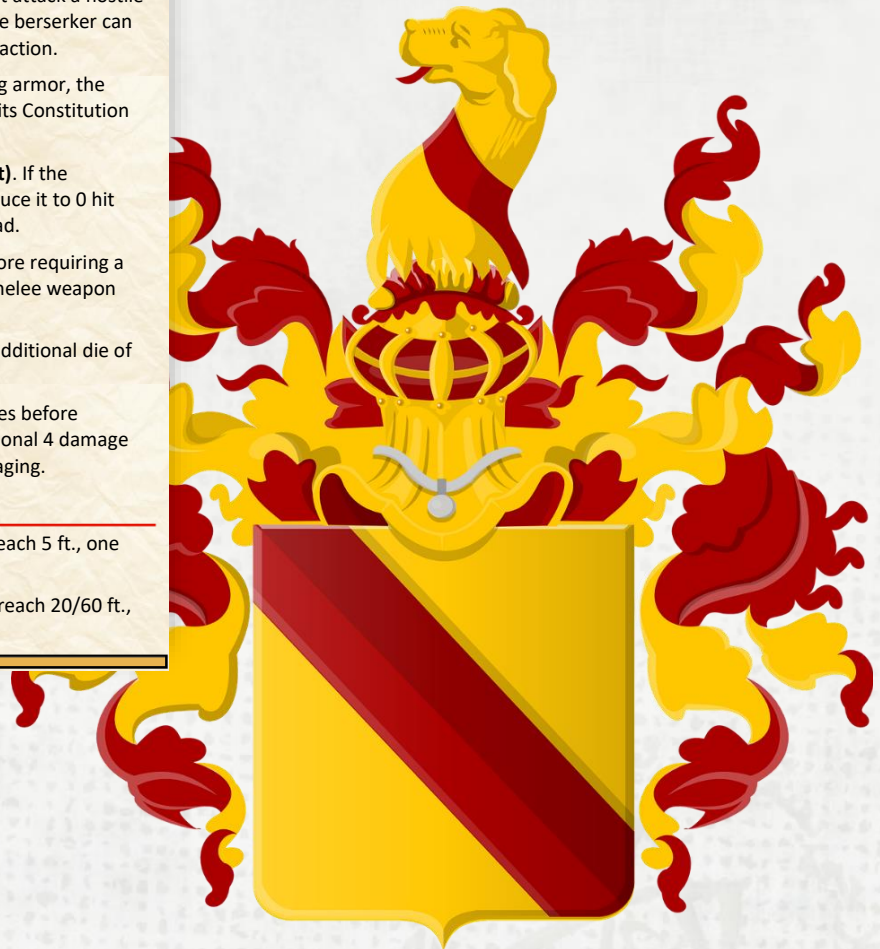 t attack a hostile
e berserker can
action.
g armor, the
its Constitution
t). If the
uce it to 0 hit
ad.
ore requiring a
melee weapon
additional die of
es before
onal 4 damage
aging.
each 5 ft., one
reach 20/60 ft.,